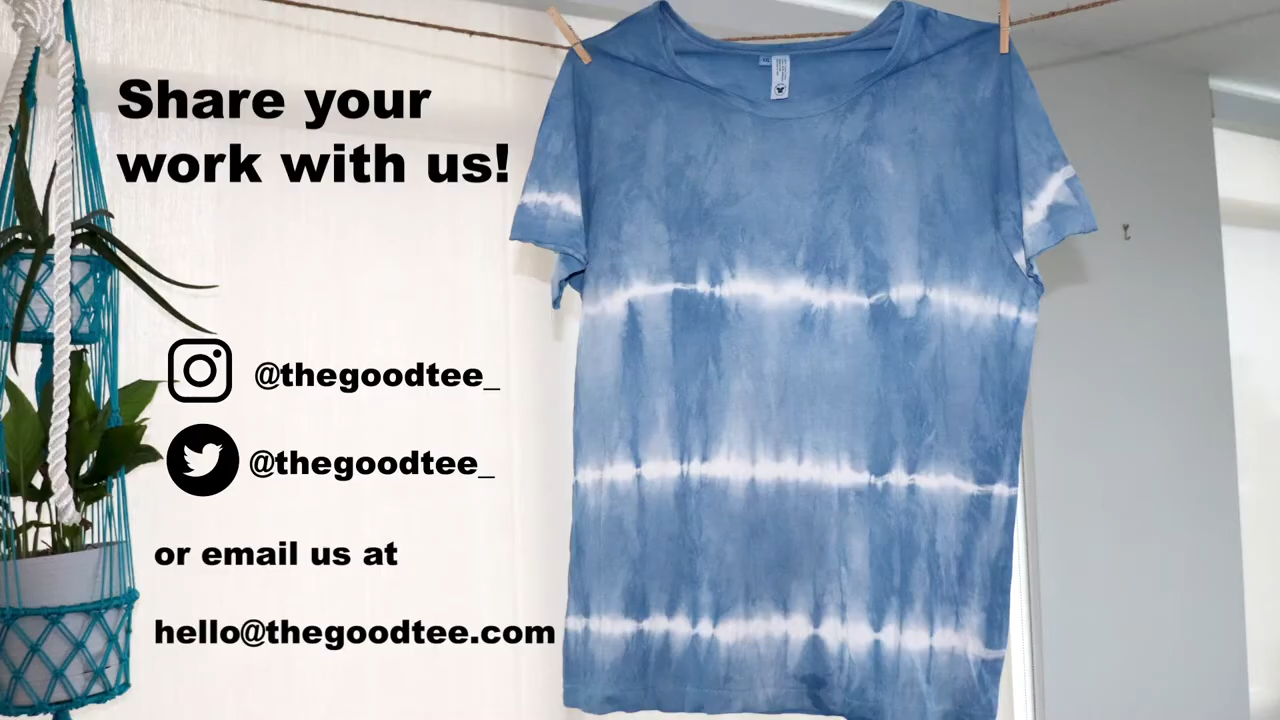 Share your
work with us!
@thegoodtee_
@thegoodtee_
or email us at
hello@thegoodtee.com